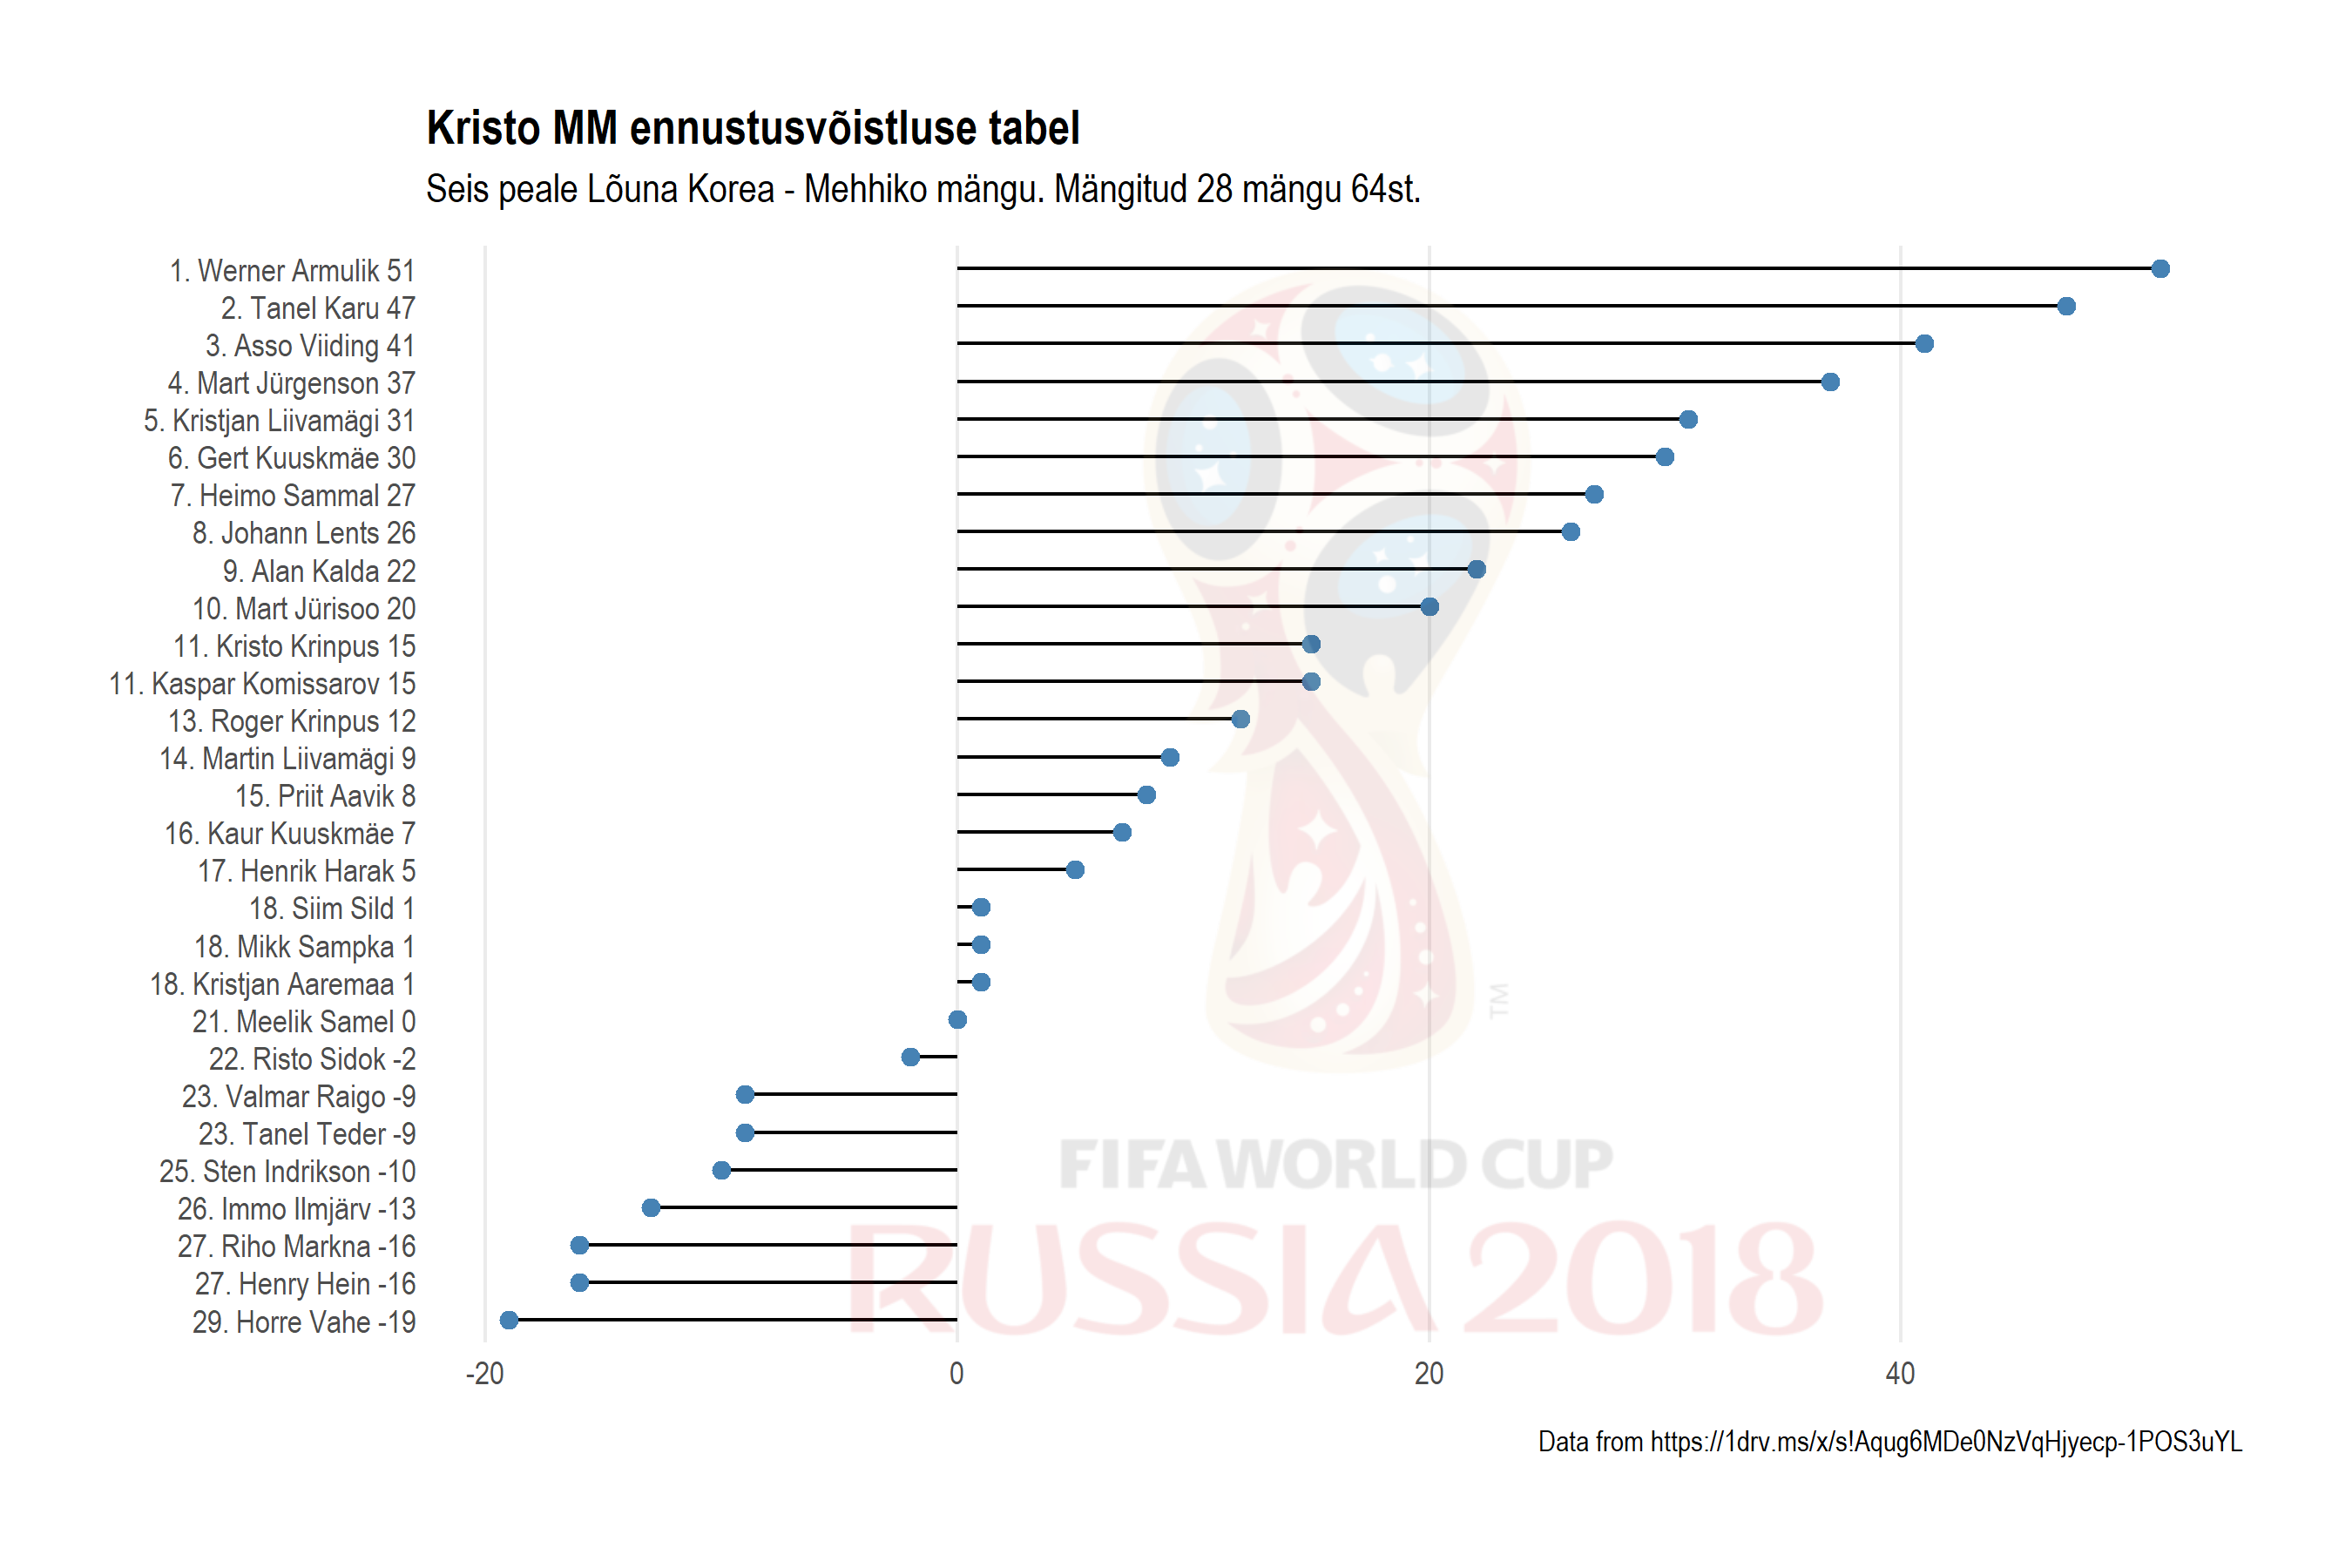 Kristo MM ennustusvõistluse tabel
Seis peale Lõuna Korea - Mehhiko mängu. Mängitud 28 mängu 64st.
1. Werner Armulik 51
2. Tanel Karu 47
3. Asso Viiding 41
4. Mart Jürgenson 37
5. Kristjan Liivamägi 31
6. Gert Kuuskmäe 30
7. Heimo Sammal 27
8. Johann Lents 26
9. Alan Kalda 22
10. Mart Jürisoo 20
11. Kristo Krinpus 15
11. Kaspar Komissarov 15
13. Roger Krinpus 12
14. Martin Liivamägi 9
15. Priit Aavik 8
16. Kaur Kuuskmäe 7
17. Henrik Harak 5
18. Siim Sild 1
18. Mikk Sampka 1
18. Kristjan Aaremaa 1
21. Meelik Samel 0
22. Risto Sidok -2
23. Valmar Raigo -9
23. Tanel Teder -9
25. Sten Indrikson -10
26. Immo Ilmjärv -13
27. Riho Markna -16
27. Henry Hein -16
29. Horre Vahe -19
TM
FIFA WORLD CUP
RUSSIA 2018
-20 0 20 40
Data from https://1drv.ms/x/s!Aqug6MDe0NzVqHjyecp-1POS3uYL